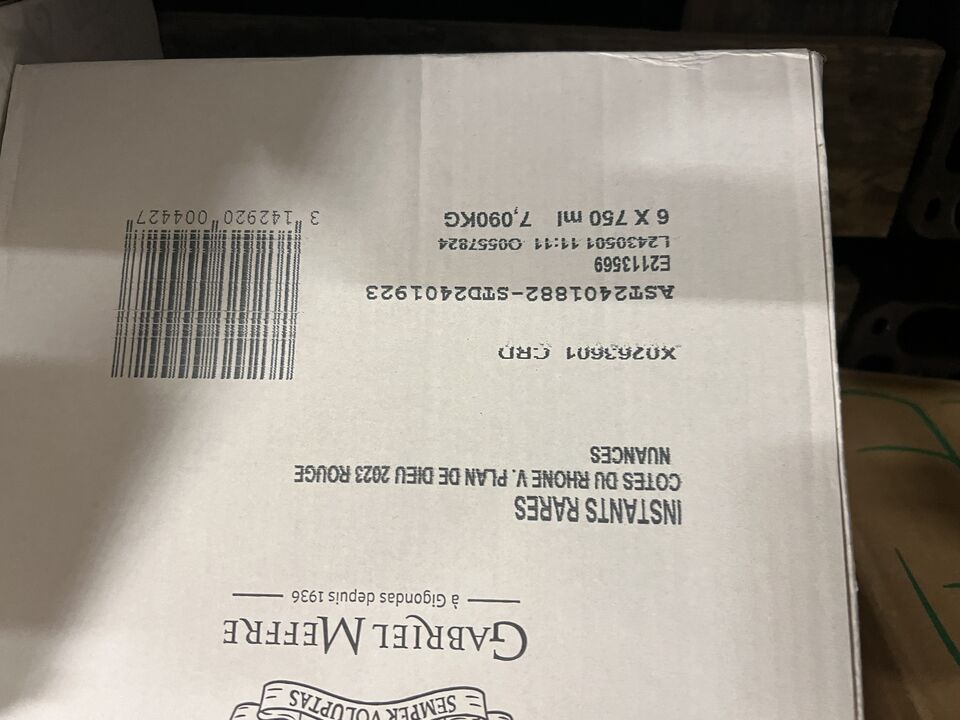 SEMPER VOLUPTAS
GABRIEL MEFFRE
à Gigondas depuis 1936
INSTANTS RARES
COTES DU RHONE V. PLAN DE DIEU 2023 ROUGE
NUANCES
X0263601 CRD
AST2401882-STD2401923
E2113569
L2430501 11:11 O0557824
6 X 750 ml 7,090KG
3 142920 004427